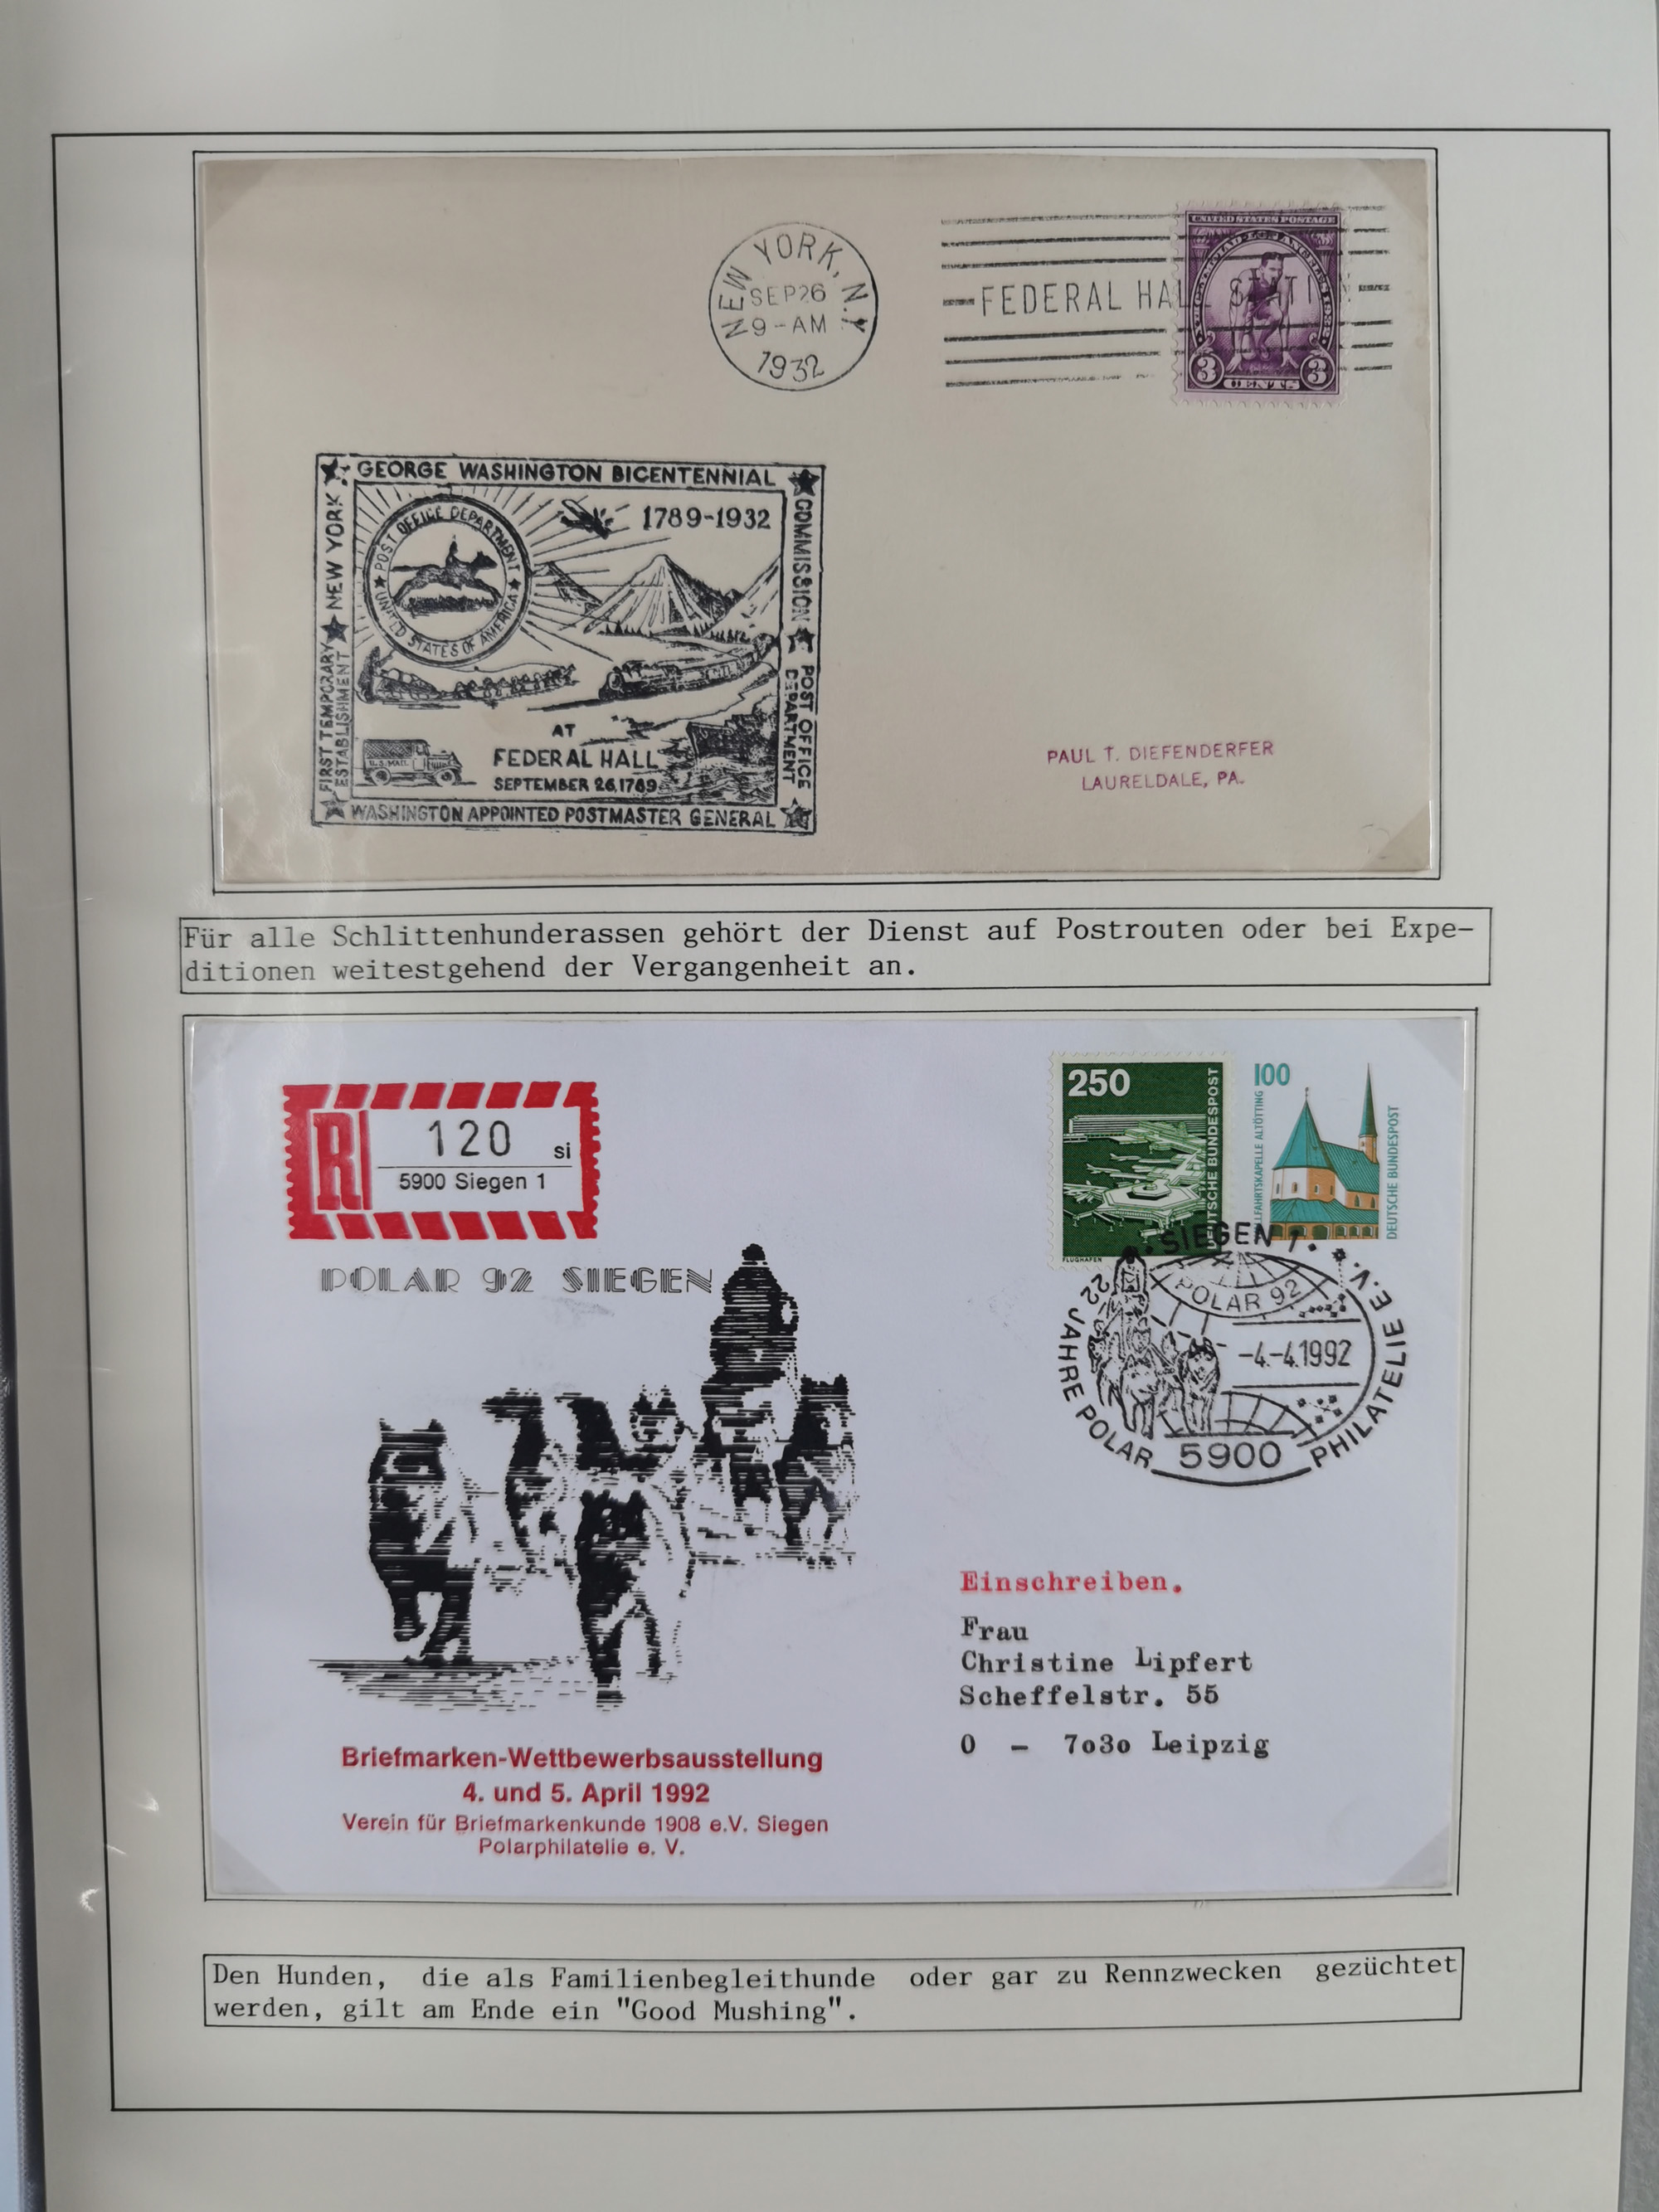 NEW YORK, N.Y.
SEP 26
9-AM
1932
FEDERAL HALL STATION
UNITED STATES POSTAGE
3 CENTS 3
GEORGE WASHINGTON BICENTENNIAL
COMMISSION
POST OFFICE
DEPARTMENT
NEW YORK
FIRST TEMPORARY
ESTABLISHMENT
1789-1932
POST OFFICE DEPARTMENT
UNITED STATES OF AMERICA
U.S. MAIL
AT
FEDERAL HALL
SEPTEMBER 26, 1789
WASHINGTON APPOINTED POSTMASTER GENERAL
PAUL T. DIEFENDERFER
LAURELDALE, PA.
Für alle Schlittenhunderassen gehört der Dienst auf Postrouten oder bei Expe-
ditionen weitestgehend der Vergangenheit an.
R
120 si
5900 Siegen 1
POLAR 92 SIEGEN
250
DEUTSCHE BUNDESPOST
FLUGHAFEN
100
ALTÖTTING
DEUTSCHE BUNDESPOST
SIEGEN 1
POLAR 92
-4.-4.1992
22 JAHRE POLAR PHILATELIE E.V.
5900
Einschreiben.
Frau
Christine Lipfert
Scheffelstr. 55
O - 7o3o Leipzig
Briefmarken-Wettbewerbsausstellung
4. und 5. April 1992
Verein für Briefmarkenkunde 1908 e.V. Siegen
Polarphilatelie e. V.
Den Hunden, die als Familienbegleithunde oder gar zu Rennzwecken gezüchtet
werden, gilt am Ende ein "Good Mushing".